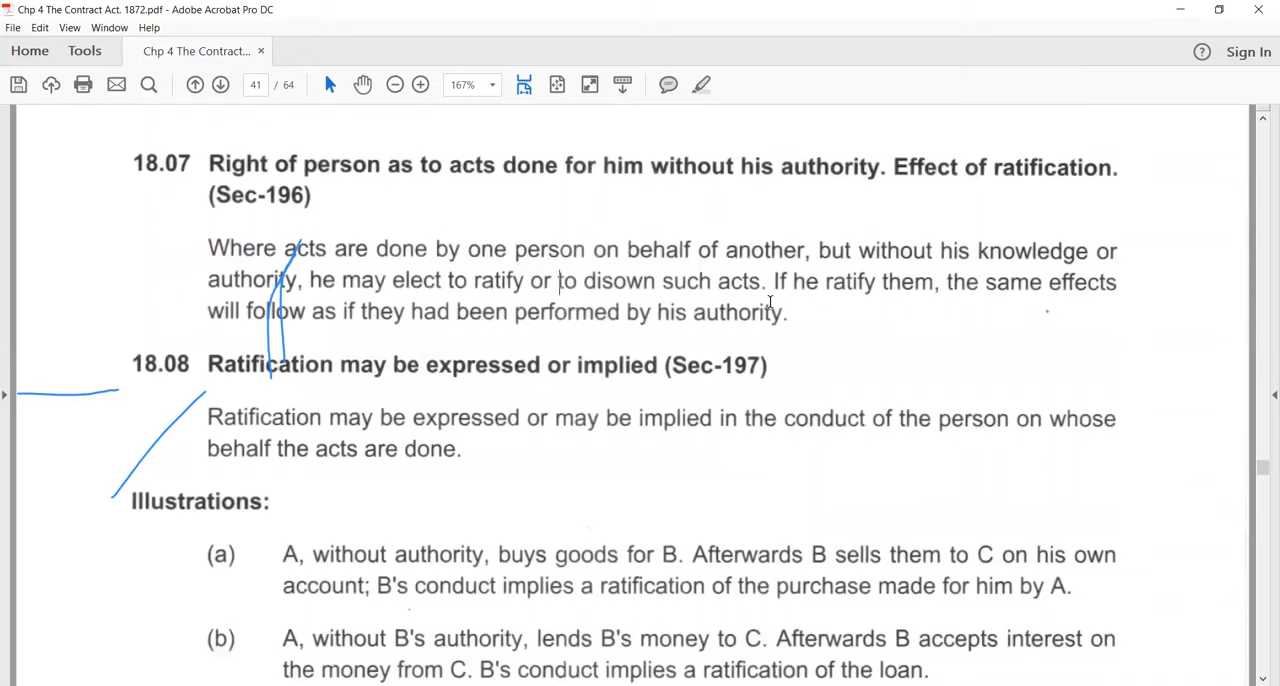 Chp 4 The Contract Act. 1872.pdf - Adobe Acrobat Pro DC
File Edit View Window Help
Home Tools Chp 4 The Contract... × Sign In
41 / 64 167%
18.07 Right of person as to acts done for him without his authority. Effect of ratification.
(Sec-196)
Where acts are done by one person on behalf of another, but without his knowledge or
authority, he may elect to ratify or to disown such acts. If he ratify them, the same effects
will follow as if they had been performed by his authority.
18.08 Ratification may be expressed or implied (Sec-197)
Ratification may be expressed or may be implied in the conduct of the person on whose
behalf the acts are done.
Illustrations:
(a) A, without authority, buys goods for B. Afterwards B sells them to C on his own
account; B's conduct implies a ratification of the purchase made for him by A.
(b) A, without B's authority, lends B's money to C. Afterwards B accepts interest on
the money from C. B's conduct implies a ratification of the loan.